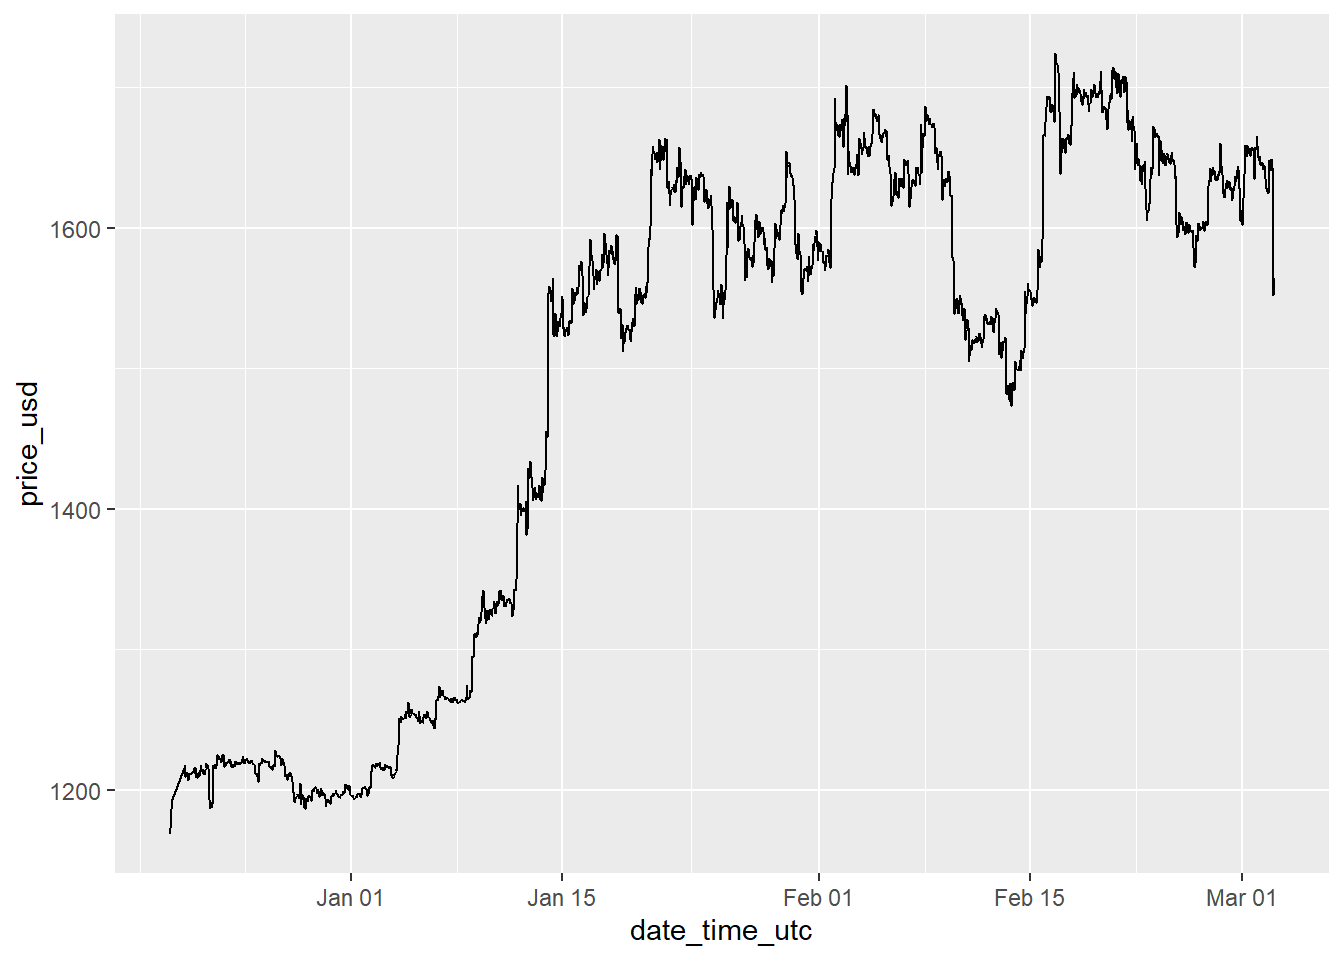 price_usd
1600
1400
1200
Jan 01
Jan 15
Feb 01
Feb 15
Mar 01
date_time_utc